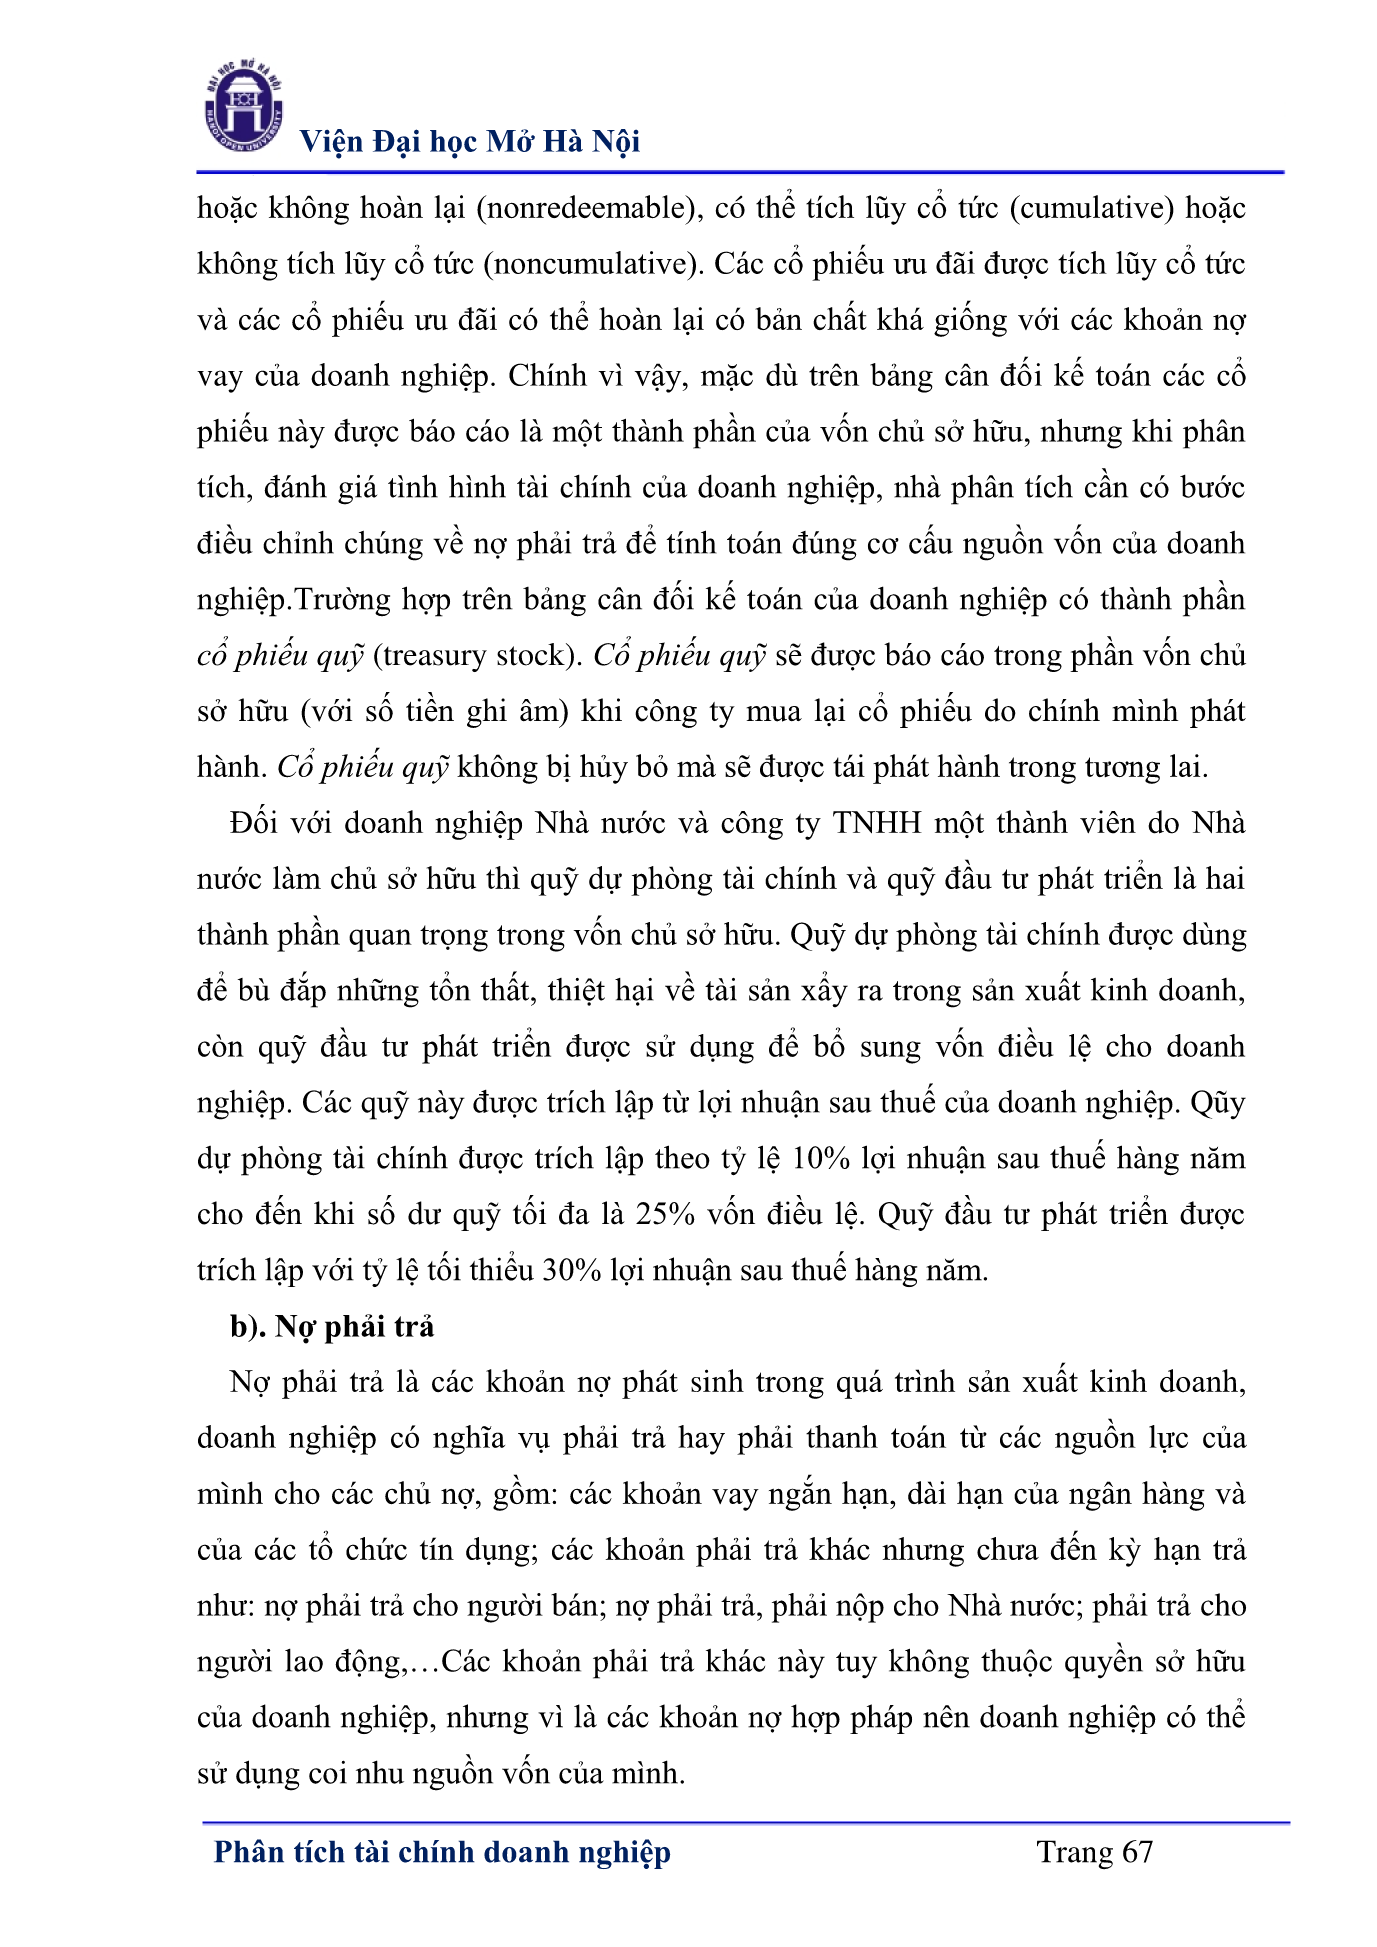 ĐẠI HỌC MỞ HÀ NỘI
HANOI OPEN UNIVERSITY
Viện Đại học Mở Hà Nội
hoặc không hoàn lại (nonredeemable), có thể tích lũy cổ tức (cumulative) hoặc
không tích lũy cổ tức (noncumulative). Các cổ phiếu ưu đãi được tích lũy cổ tức
và các cổ phiếu ưu đãi có thể hoàn lại có bản chất khá giống với các khoản nợ
vay của doanh nghiệp. Chính vì vậy, mặc dù trên bảng cân đối kế toán các cổ
phiếu này được báo cáo là một thành phần của vốn chủ sở hữu, nhưng khi phân
tích, đánh giá tình hình tài chính của doanh nghiệp, nhà phân tích cần có bước
điều chỉnh chúng về nợ phải trả để tính toán đúng cơ cấu nguồn vốn của doanh
nghiệp.Trường hợp trên bảng cân đối kế toán của doanh nghiệp có thành phần
cổ phiếu quỹ (treasury stock). Cổ phiếu quỹ sẽ được báo cáo trong phần vốn chủ
sở hữu (với số tiền ghi âm) khi công ty mua lại cổ phiếu do chính mình phát
hành. Cổ phiếu quỹ không bị hủy bỏ mà sẽ được tái phát hành trong tương lai.
Đối với doanh nghiệp Nhà nước và công ty TNHH một thành viên do Nhà
nước làm chủ sở hữu thì quỹ dự phòng tài chính và quỹ đầu tư phát triển là hai
thành phần quan trọng trong vốn chủ sở hữu. Quỹ dự phòng tài chính được dùng
để bù đắp những tổn thất, thiệt hại về tài sản xẩy ra trong sản xuất kinh doanh,
còn quỹ đầu tư phát triển được sử dụng để bổ sung vốn điều lệ cho doanh
nghiệp. Các quỹ này được trích lập từ lợi nhuận sau thuế của doanh nghiệp. Qũy
dự phòng tài chính được trích lập theo tỷ lệ 10% lợi nhuận sau thuế hàng năm
cho đến khi số dư quỹ tối đa là 25% vốn điều lệ. Quỹ đầu tư phát triển được
trích lập với tỷ lệ tối thiểu 30% lợi nhuận sau thuế hàng năm.
b). Nợ phải trả
Nợ phải trả là các khoản nợ phát sinh trong quá trình sản xuất kinh doanh,
doanh nghiệp có nghĩa vụ phải trả hay phải thanh toán từ các nguồn lực của
mình cho các chủ nợ, gồm: các khoản vay ngắn hạn, dài hạn của ngân hàng và
của các tổ chức tín dụng; các khoản phải trả khác nhưng chưa đến kỳ hạn trả
như: nợ phải trả cho người bán; nợ phải trả, phải nộp cho Nhà nước; phải trả cho
người lao động,…Các khoản phải trả khác này tuy không thuộc quyền sở hữu
của doanh nghiệp, nhưng vì là các khoản nợ hợp pháp nên doanh nghiệp có thể
sử dụng coi nhu nguồn vốn của mình.
Phân tích tài chính doanh nghiệp Trang 67